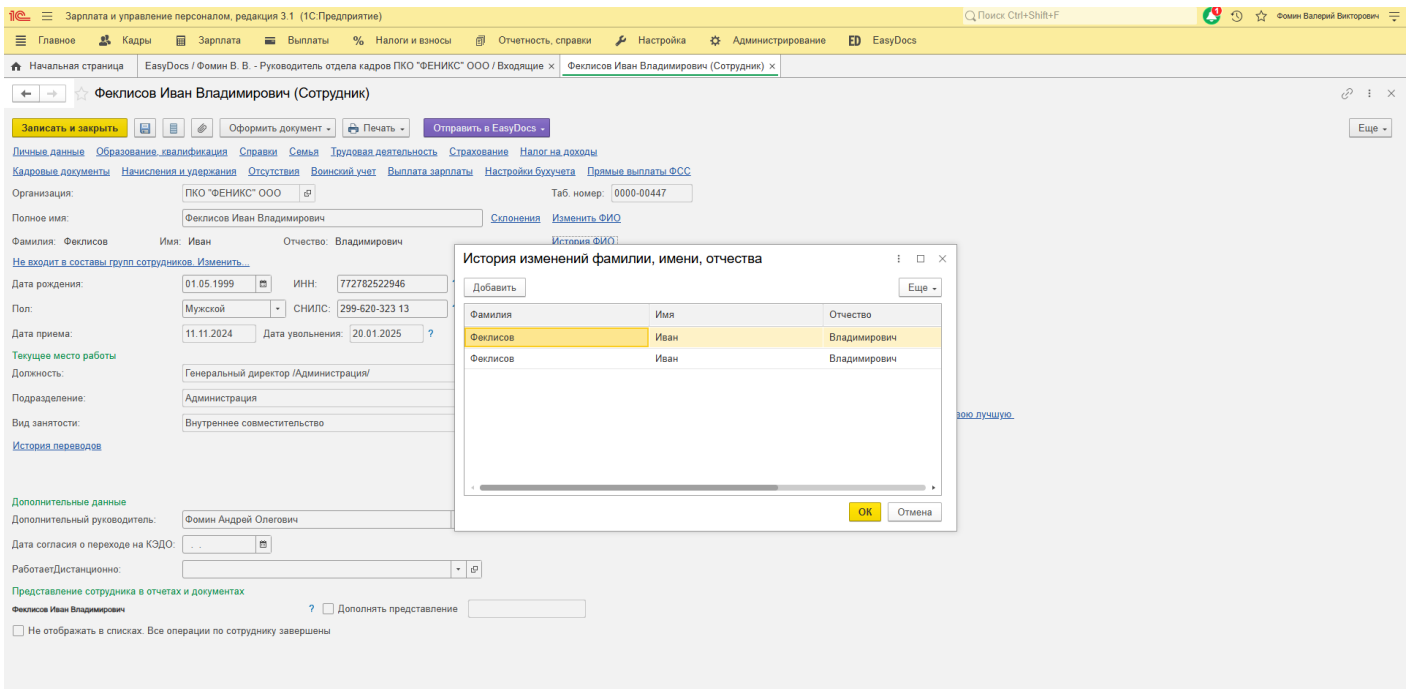 1С Зарплата и управление персоналом, редакция 3.1 (1С:Предприятие) Поиск Ctrl+Shift+F Фомин Валерий Викторович
Главное Кадры Зарплата Выплаты % Налоги и взносы Отчетность, справки Настройка Администрирование ED EasyDocs
Начальная страница EasyDocs / Фомин В. В. - Руководитель отдела кадров ПКО "ФЕНИКС" ООО / Входящие × Феклисов Иван Владимирович (Сотрудник) ×
Феклисов Иван Владимирович (Сотрудник)
Записать и закрыть Оформить документ Печать Отправить в EasyDocs Еще
Личные данные Образование, квалификация Справки Семья Трудовая деятельность Страхование Налог на доходы
Кадровые документы Начисления и удержания Отсутствия Воинский учет Выплата зарплаты Настройки бухучета Прямые выплаты ФСС
Организация: ПКО "ФЕНИКС" ООО Таб. номер: 0000-00447
Полное имя: Феклисов Иван Владимирович Склонения Изменить ФИО
Фамилия: Феклисов Имя: Иван Отчество: Владимирович История ФИО
Не входит в составы групп сотрудников. Изменить...
Дата рождения: 01.05.1999 ИНН: 772782522946
Пол: Мужской СНИЛС: 299-620-323 13
Дата приема: 11.11.2024 Дата увольнения: 20.01.2025 ?
Текущее место работы
Должность: Генеральный директор /Администрация/
Подразделение: Администрация
вою лучшую
Вид занятости: Внутреннее совместительство
История переводов
История изменений фамилии, имени, отчества
Добавить Еще
Фамилия Имя Отчество
Феклисов Иван Владимирович
Феклисов Иван Владимирович
ОК Отмена
Дополнительные данные
Дополнительный руководитель: Фомин Андрей Олегович
Дата согласия о переходе на КЭДО: . .
РаботаетДистанционно:
Представление сотрудника в отчетах и документах
Феклисов Иван Владимирович ? Дополнять представление
Не отображать в списках. Все операции по сотруднику завершены